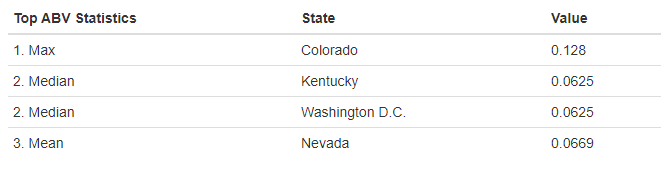 Top ABV Statistics State Value
1. Max Colorado 0.128
2. Median Kentucky 0.0625
2. Median Washington D.C. 0.0625
3. Mean Nevada 0.0669